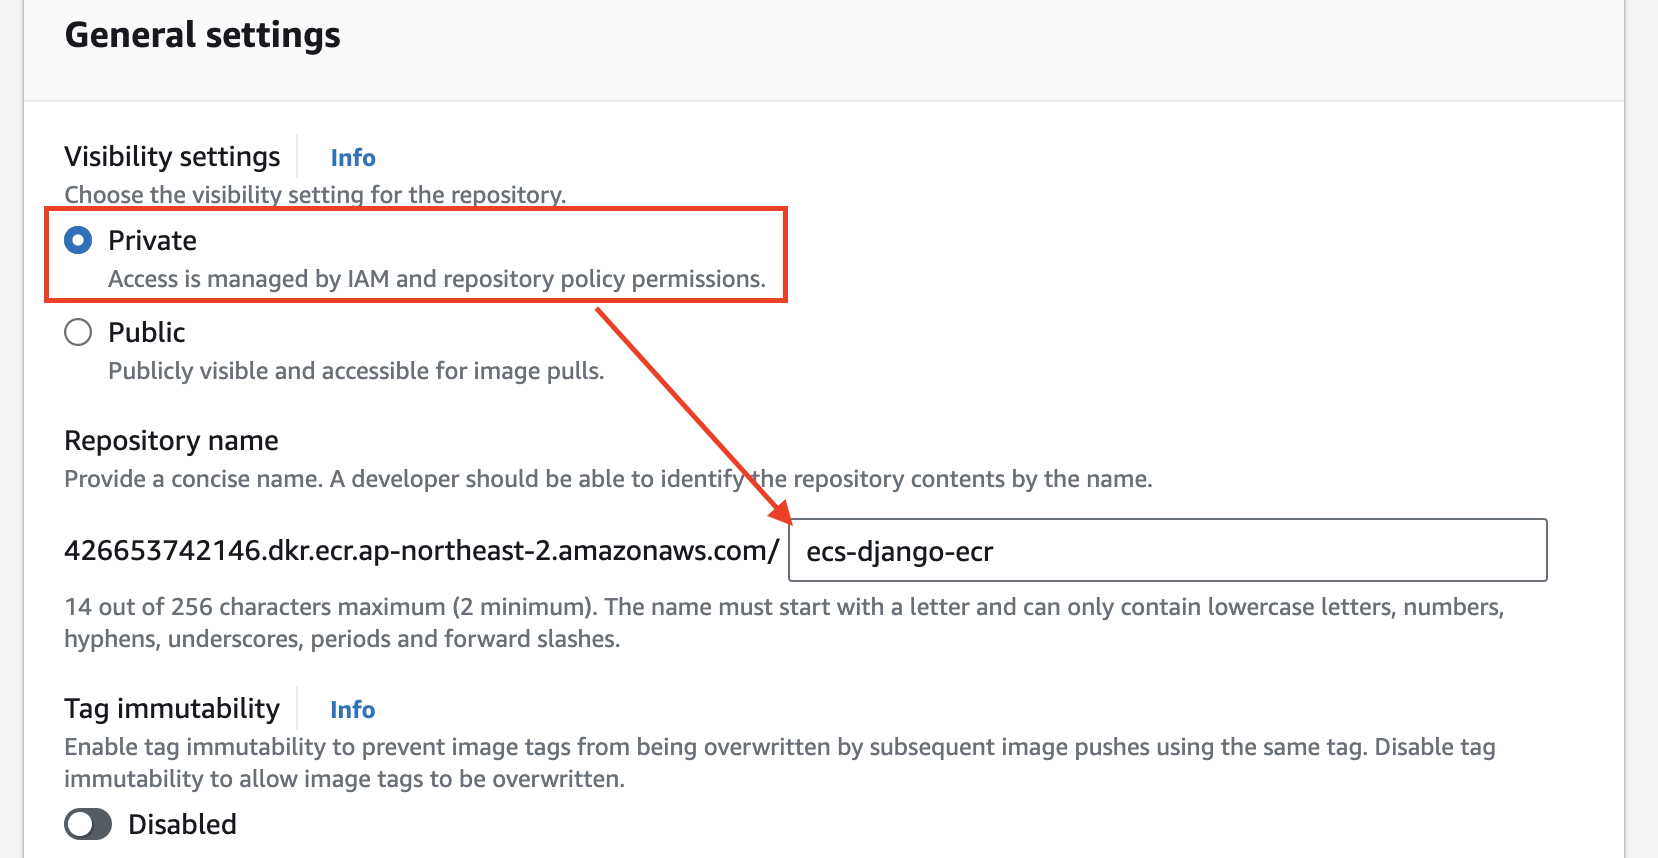 General settings
Visibility settings Info
Choose the visibility setting for the repository.
Private
Access is managed by IAM and repository policy permissions.
Public
Publicly visible and accessible for image pulls.
Repository name
Provide a concise name. A developer should be able to identify the repository contents by the name.
426653742146.dkr.ecr.ap-northeast-2.amazonaws.com/ ecs-django-ecr
14 out of 256 characters maximum (2 minimum). The name must start with a letter and can only contain lowercase letters, numbers,
hyphens, underscores, periods and forward slashes.
Tag immutability Info
Enable tag immutability to prevent image tags from being overwritten by subsequent image pushes using the same tag. Disable tag
immutability to allow image tags to be overwritten.
Disabled